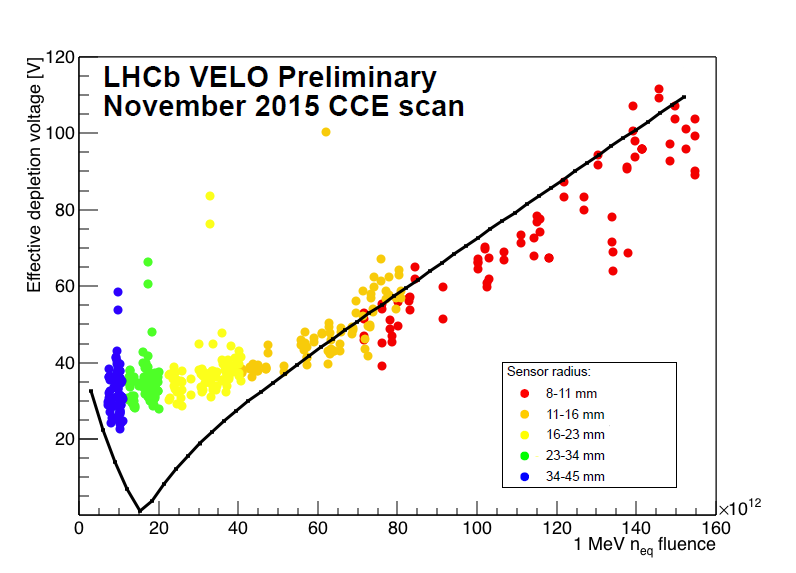 LHCb VELO Preliminary
November 2015 CCE scan
Effective depletion voltage [V]
120
100
80
60
40
20
0 20 40 60 80 100 120 140 160
×10¹²
1 MeV nₑq fluence
Sensor radius:
8-11 mm
11-16 mm
16-23 mm
23-34 mm
34-45 mm